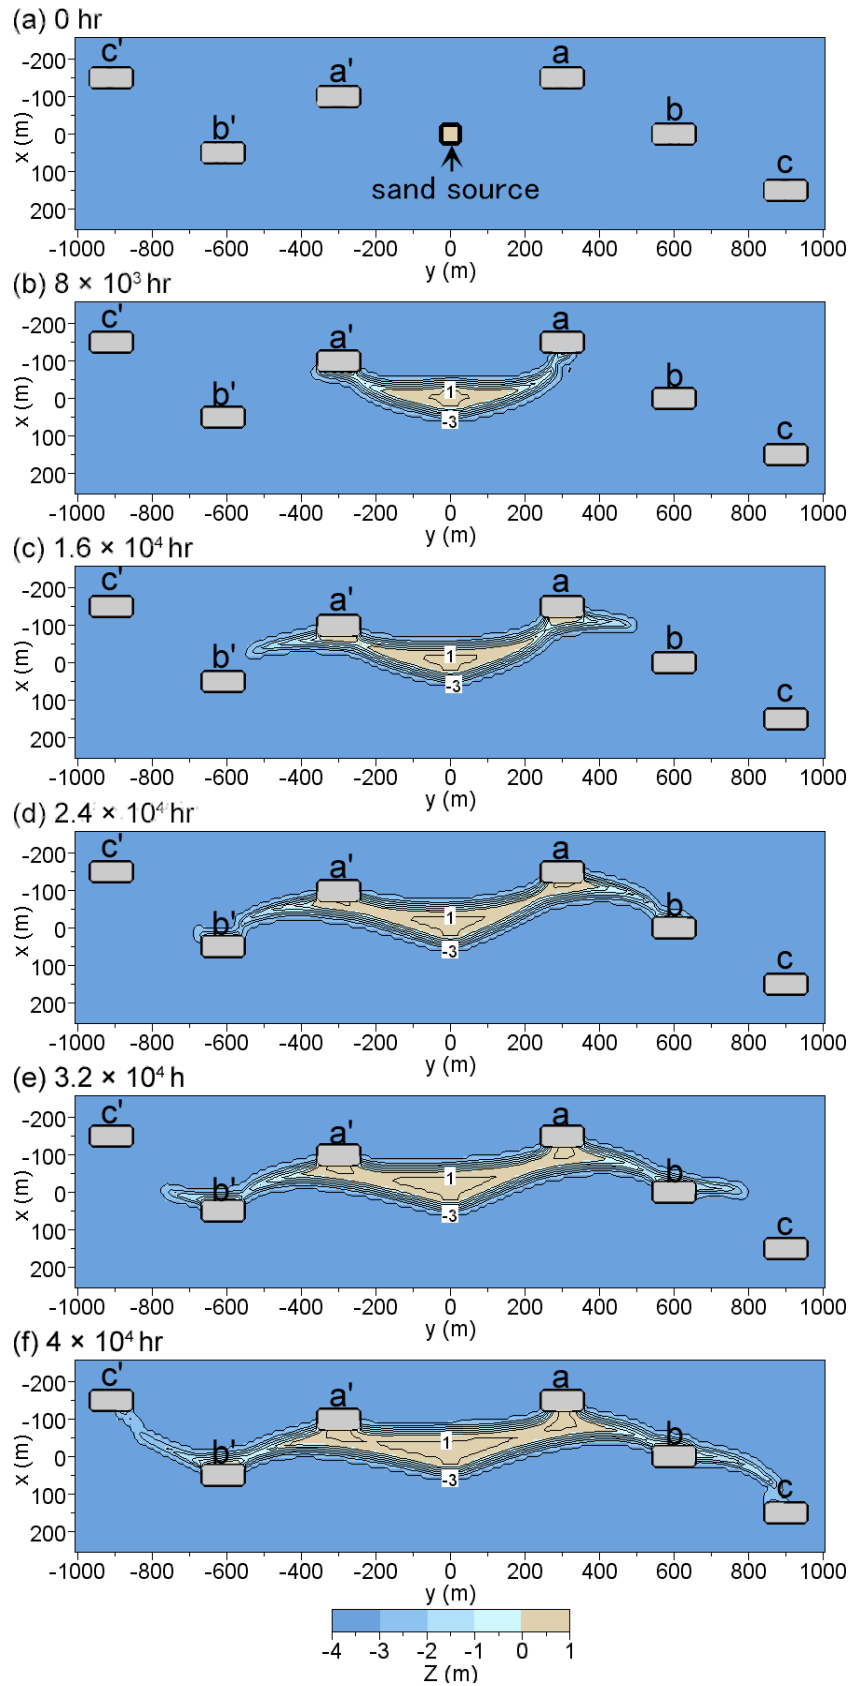 (a) 0 hr
c' a' a b c b'
-200
-100
0
100
200
x (m)
sand source
-1000 -800 -600 -400 -200 0 200 400 600 800 1000
y (m)
(b) 8 × 10³ hr
c' a' a b c b'
-200
-100
0
100
200
x (m)
1
-3
-1000 -800 -600 -400 -200 0 200 400 600 800 1000
y (m)
(c) 1.6 × 10⁴ hr
c' a' a b c b'
-200
-100
0
100
200
x (m)
1
-3
-1000 -800 -600 -400 -200 0 200 400 600 800 1000
y (m)
(d) 2.4 × 10⁴ hr
c' a' a b c b'
-200
-100
0
100
200
x (m)
1
-3
-1000 -800 -600 -400 -200 0 200 400 600 800 1000
y (m)
(e) 3.2 × 10⁴ h
c' a' a b c b'
-200
-100
0
100
200
x (m)
1
-3
-1000 -800 -600 -400 -200 0 200 400 600 800 1000
y (m)
(f) 4 × 10⁴ hr
c' a' a b c b'
-200
-100
0
100
200
x (m)
1
-3
-1000 -800 -600 -400 -200 0 200 400 600 800 1000
y (m)
-4 -3 -2 -1 0 1
Z (m)